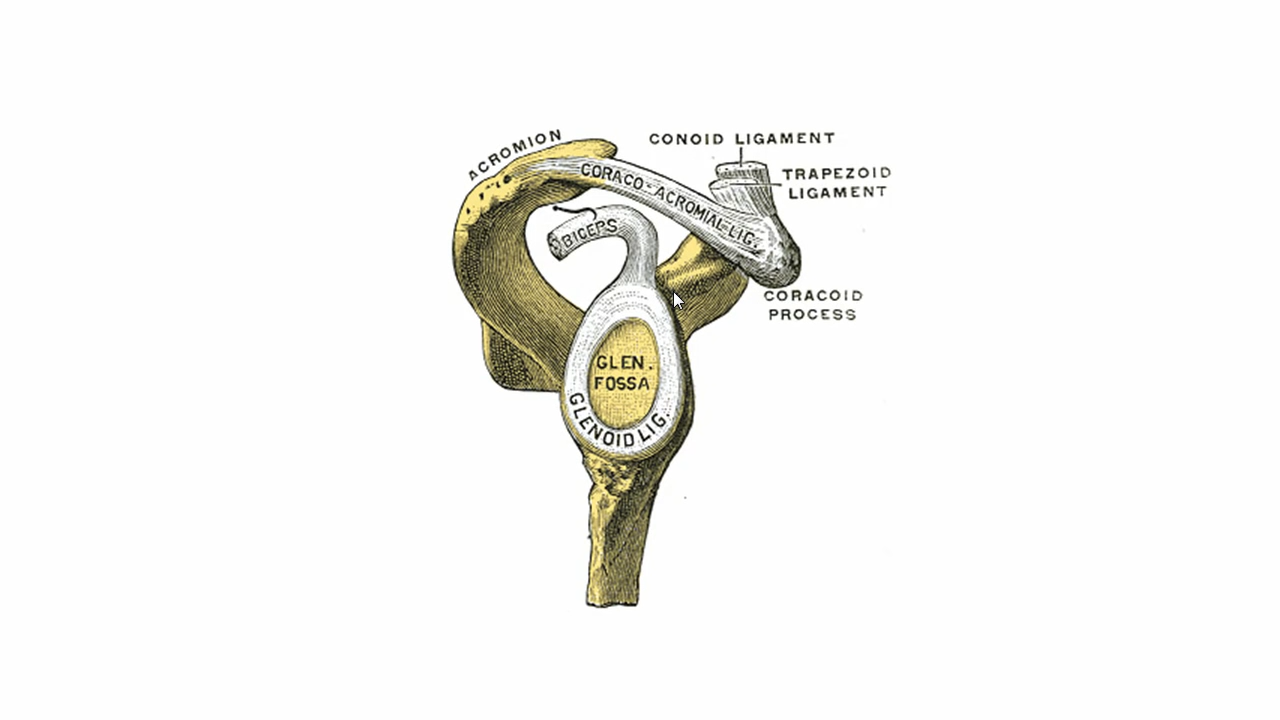 ACROMION
CONOID LIGAMENT
TRAPEZOID
LIGAMENT
CORACO-ACROMIAL-LIG.
BICEPS
CORACOID
PROCESS
GLEN.
FOSSA
GLENOID LIG.